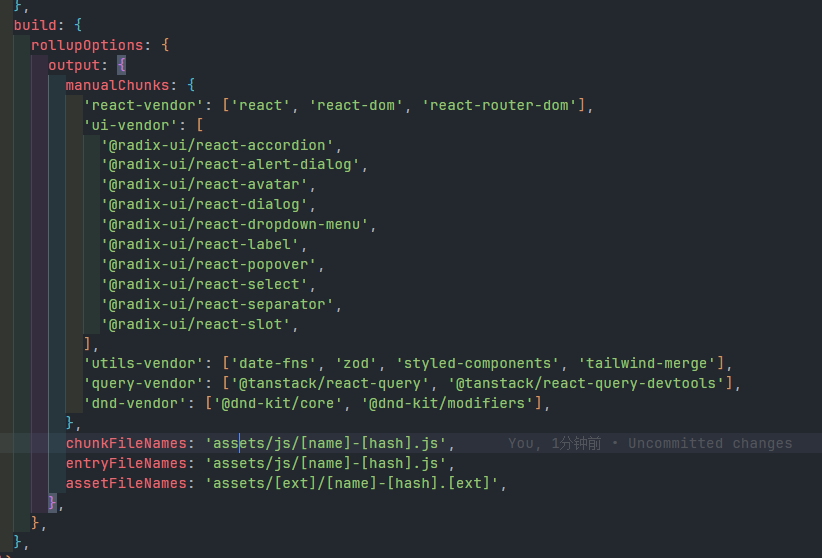 },
build: {
rollupOptions: {
output: {
manualChunks: {
'react-vendor': ['react', 'react-dom', 'react-router-dom'],
'ui-vendor': [
'@radix-ui/react-accordion',
'@radix-ui/react-alert-dialog',
'@radix-ui/react-avatar',
'@radix-ui/react-dialog',
'@radix-ui/react-dropdown-menu',
'@radix-ui/react-label',
'@radix-ui/react-popover',
'@radix-ui/react-select',
'@radix-ui/react-separator',
'@radix-ui/react-slot',
],
'utils-vendor': ['date-fns', 'zod', 'styled-components', 'tailwind-merge'],
'query-vendor': ['@tanstack/react-query', '@tanstack/react-query-devtools'],
'dnd-vendor': ['@dnd-kit/core', '@dnd-kit/modifiers'],
},
chunkFileNames: 'assets/js/[name]-[hash].js', You, 1分钟前 • Uncommitted changes
entryFileNames: 'assets/js/[name]-[hash].js',
assetFileNames: 'assets/[ext]/[name]-[hash].[ext]',
},
},
},